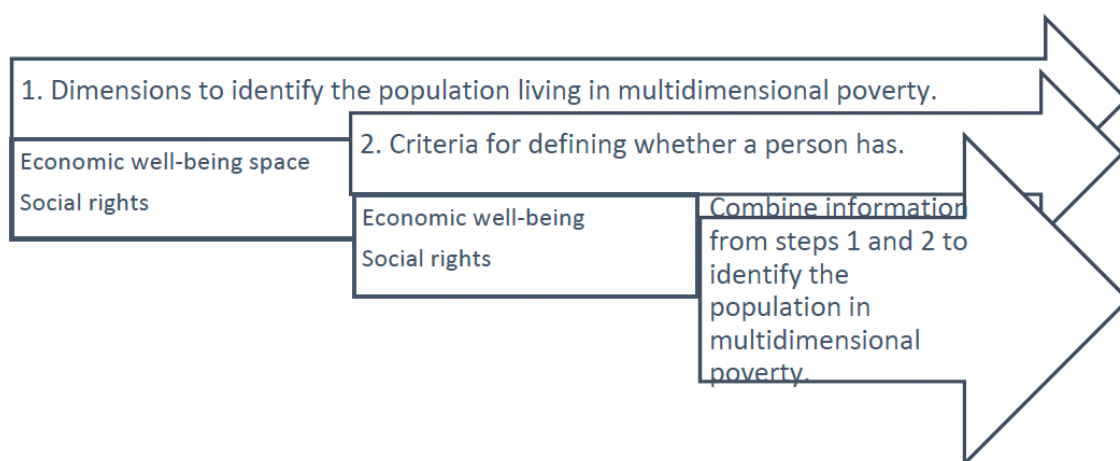 1. Dimensions to identify the population living in multidimensional poverty.
Economic well-being space
Social rights
2. Criteria for defining whether a person has.
Economic well-being
Social rights
Combine information
from steps 1 and 2 to
identify the
population in
multidimensional
poverty.